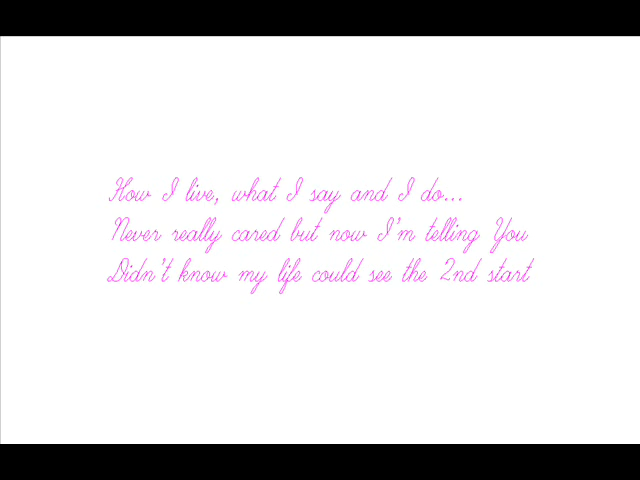 How I live, what I say and I do...
Never really cared but now I'm telling You
Didn't know my life could see the 2nd start